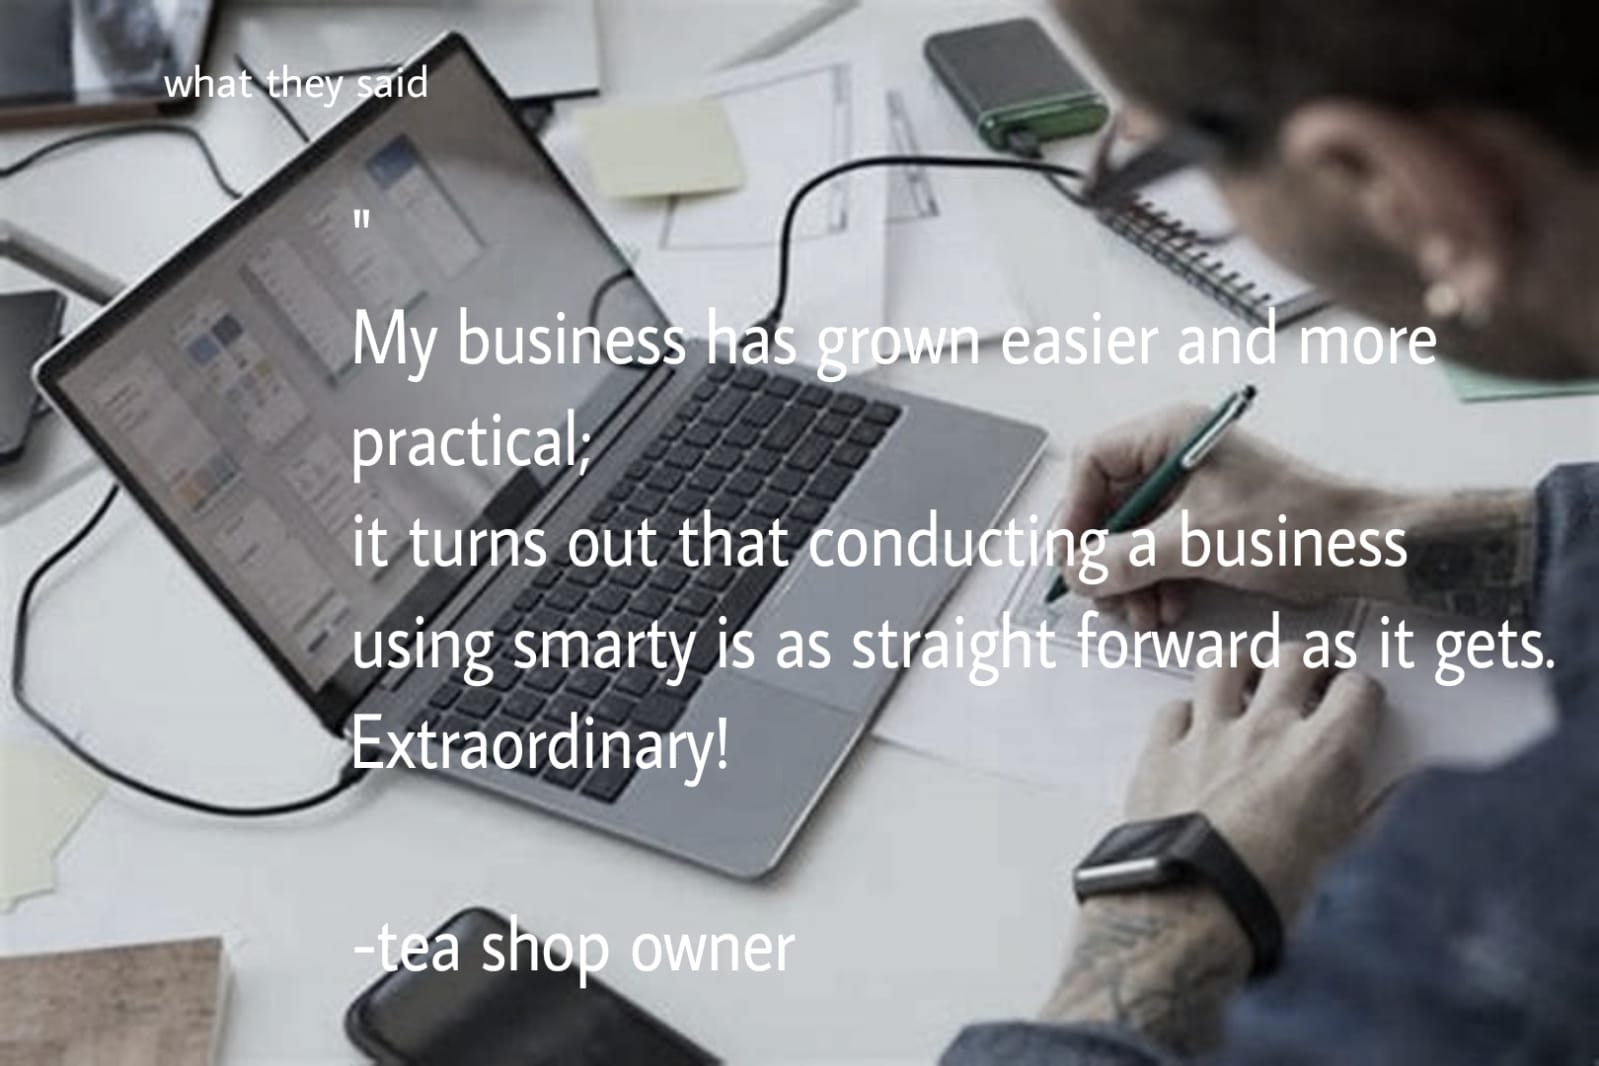 what they said
"
My business has grown easier and more
practical;
it turns out that conducting a business
using smarty is as straight forward as it gets.
Extraordinary!
-tea shop owner